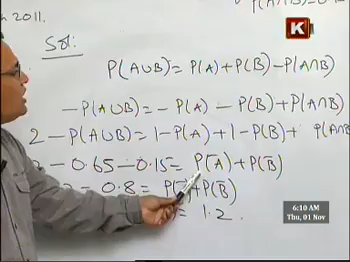 2011.
P(A∩B)=
K
Sol:
P(A∪B)= P(A)+P(B)-P(A∩B)
-P(A∪B)= -P(A) -P(B)+P(A∩B)
2-P(A∪B)= 1-P(A)+1-P(B)+ P(A∩B)
- 0.65-0.15= P(A̅)+P(B̅)
0.8= P( )+P(B̅)
= 1.2.
6:10 AM
Thu, 01 Nov